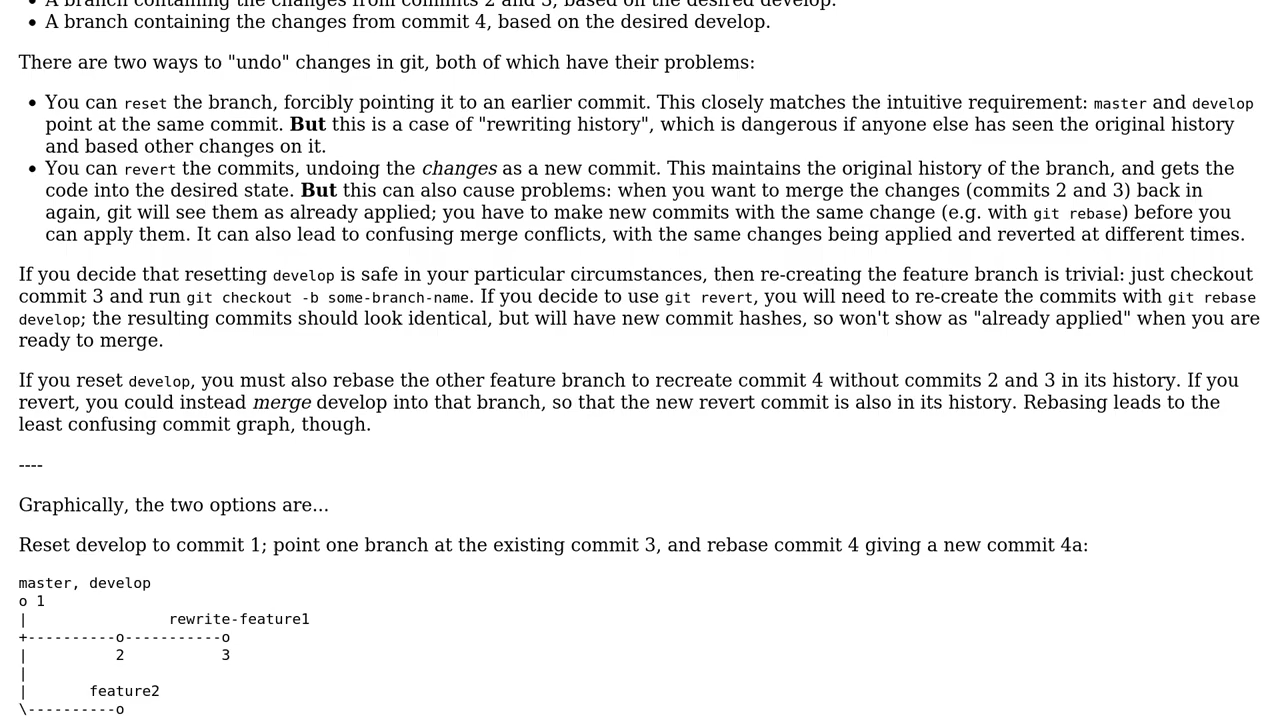 • A branch containing the changes from commits 2 and 3, based on the desired develop.
• A branch containing the changes from commit 4, based on the desired develop.
There are two ways to "undo" changes in git, both of which have their problems:
• You can reset the branch, forcibly pointing it to an earlier commit. This closely matches the intuitive requirement: master and develop
point at the same commit. But this is a case of "rewriting history", which is dangerous if anyone else has seen the original history
and based other changes on it.
• You can revert the commits, undoing the changes as a new commit. This maintains the original history of the branch, and gets the
code into the desired state. But this can also cause problems: when you want to merge the changes (commits 2 and 3) back in
again, git will see them as already applied; you have to make new commits with the same change (e.g. with git rebase) before you
can apply them. It can also lead to confusing merge conflicts, with the same changes being applied and reverted at different times.
If you decide that resetting develop is safe in your particular circumstances, then re-creating the feature branch is trivial: just checkout
commit 3 and run git checkout -b some-branch-name. If you decide to use git revert, you will need to re-create the commits with git rebase
develop; the resulting commits should look identical, but will have new commit hashes, so won't show as "already applied" when you are
ready to merge.
If you reset develop, you must also rebase the other feature branch to recreate commit 4 without commits 2 and 3 in its history. If you
revert, you could instead merge develop into that branch, so that the new revert commit is also in its history. Rebasing leads to the
least confusing commit graph, though.
----
Graphically, the two options are...
Reset develop to commit 1; point one branch at the existing commit 3, and rebase commit 4 giving a new commit 4a:
master, develop
o 1
|                rewrite-feature1
+----------o-----------o
|          2           3
|
|       feature2
\----------o